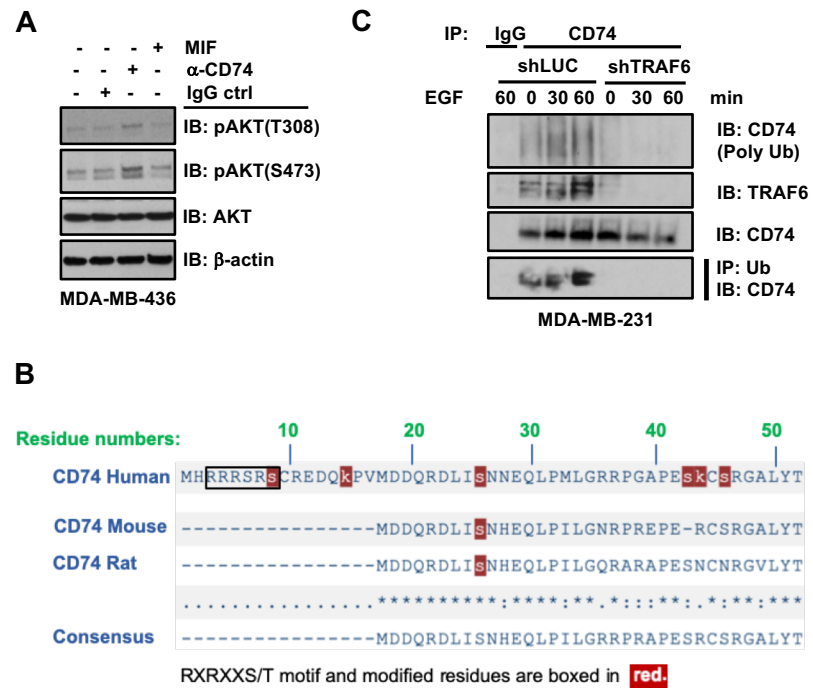 A
- - - + MIF
- - + - α-CD74
- + - - IgG ctrl
IB: pAKT(T308)
IB: pAKT(S473)
IB: AKT
IB: β-actin
MDA-MB-436
C
IP: IgG CD74
shLUC shTRAF6
EGF 60 0 30 60 0 30 60 min
IB: CD74
(Poly Ub)
IB: TRAF6
IB: CD74
IP: Ub
IB: CD74
MDA-MB-231
B
Residue numbers: 10 20 30 40 50
CD74 Human MHRRRSRsCREDQkPVMDDQRDLIsNNEQLPMLGRRPGAPEskCsRGALYT
CD74 Mouse ----------------MDDQRDLIsNHEQLPILGNRPREPE-RCSRGALYT
CD74 Rat ----------------MDDQRDLIsNHEQLPILGQRARAPESNCNRGVLYT
................**********:****:**.*:::**:.*:**:***
Consensus ----------------MDDQRDLISNHEQLPILGRRPRAPESRCSRGALYT
RXRXXS/T motif and modified residues are boxed in red.